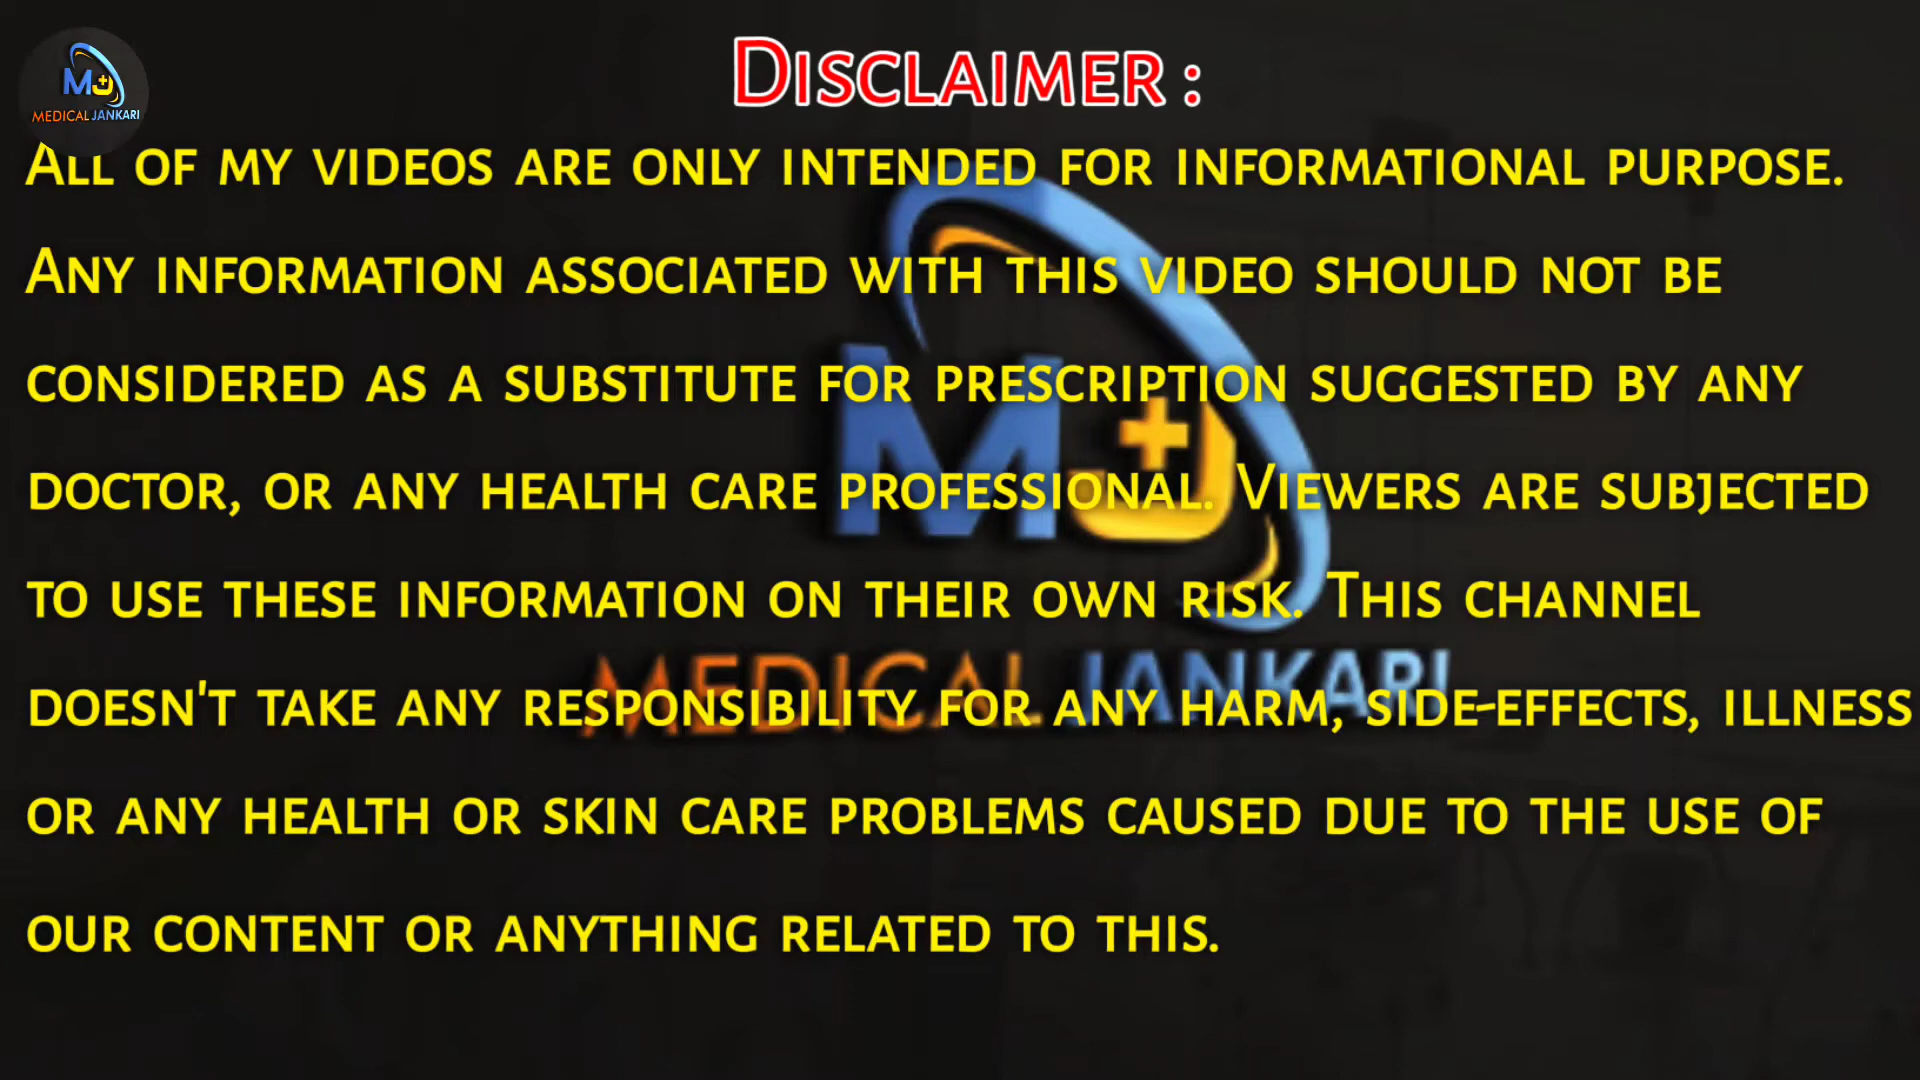 Disclaimer :
MJ
MEDICAL JANKARI
All of my videos are only intended for informational purpose.
Any information associated with this video should not be
considered as a substitute for prescription suggested by any
doctor, or any health care professional. Viewers are subjected
to use these information on their own risk. This channel
doesn't take any responsibility for any harm, side-effects, illness
or any health or skin care problems caused due to the use of
our content or anything related to this.
MJ
MEDICAL JANKARI